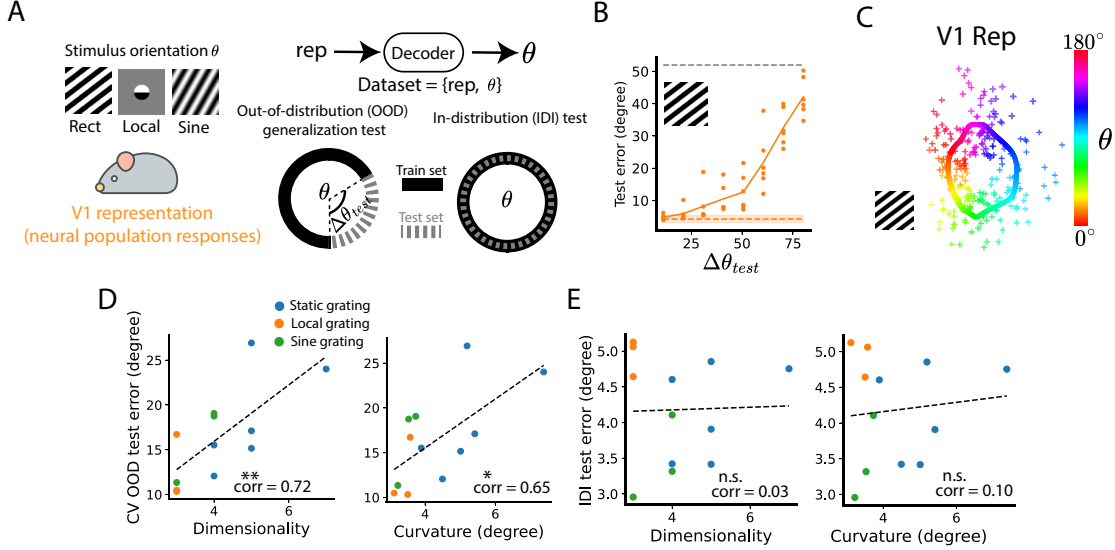 A
Stimulus orientation θ
Rect Local Sine
V1 representation
(neural population responses)
rep Decoder θ
Dataset = {rep, θ}
Out-of-distribution (OOD)
generalization test
In-distribution (IDI) test
Train set
Test set
θ
Δθtest
θ
B
Test error (degree)
50
40
30
20
10
25 50 75
Δθtest
C
V1 Rep
180°
θ
0°
D
Static grating
Local grating
Sine grating
CV OOD test error (degree)
25
20
15
10
**
corr = 0.72
4 6
Dimensionality
25
20
15
10
*
corr = 0.65
4 6
Curvature (degree)
E
IDI test error (degree)
5.0
4.5
4.0
3.5
3.0
n.s.
corr = 0.03
4 6
Dimensionality
5.0
4.5
4.0
3.5
3.0
n.s.
corr = 0.10
4 6
Curvature (degree)